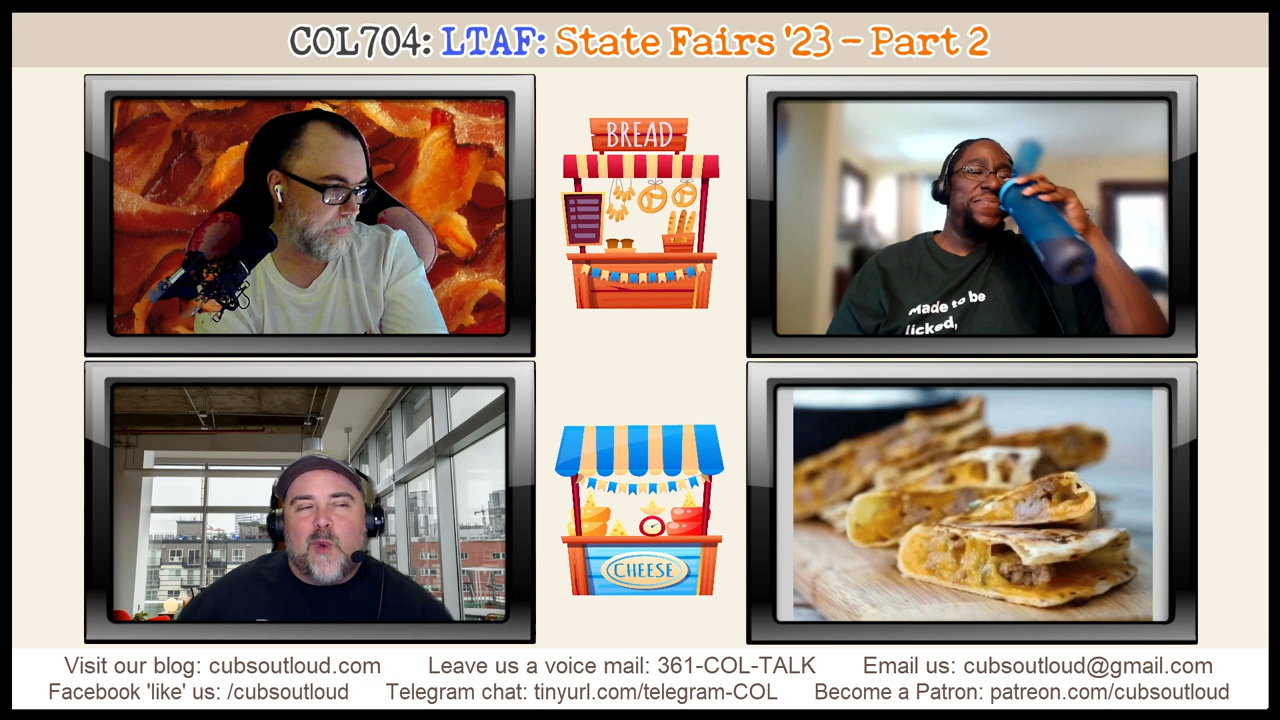 COL704: LTAF: State Fairs '23 - Part 2
BREAD
Made to be
licked,
CHEESE
Visit our blog: cubsoutloud.com Leave us a voice mail: 361-COL-TALK Email us: cubsoutloud@gmail.com
Facebook 'like' us: /cubsoutloud Telegram chat: tinyurl.com/telegram-COL Become a Patron: patreon.com/cubsoutloud